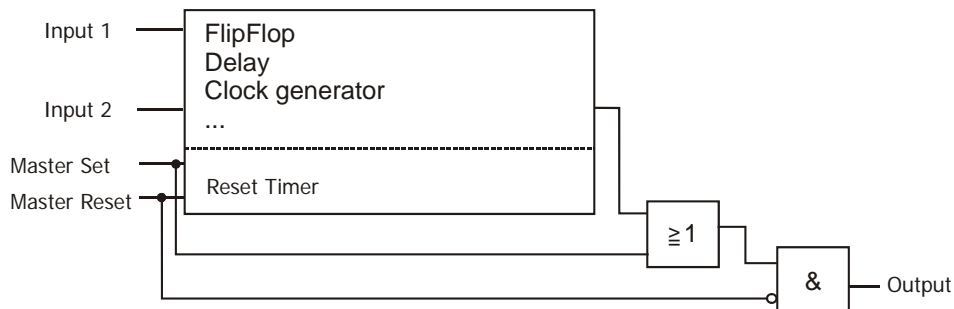 Input 1
FlipFlop
Delay
Clock generator
...
Input 2
Master Set
Master Reset
Reset Timer
≧1
&
Output